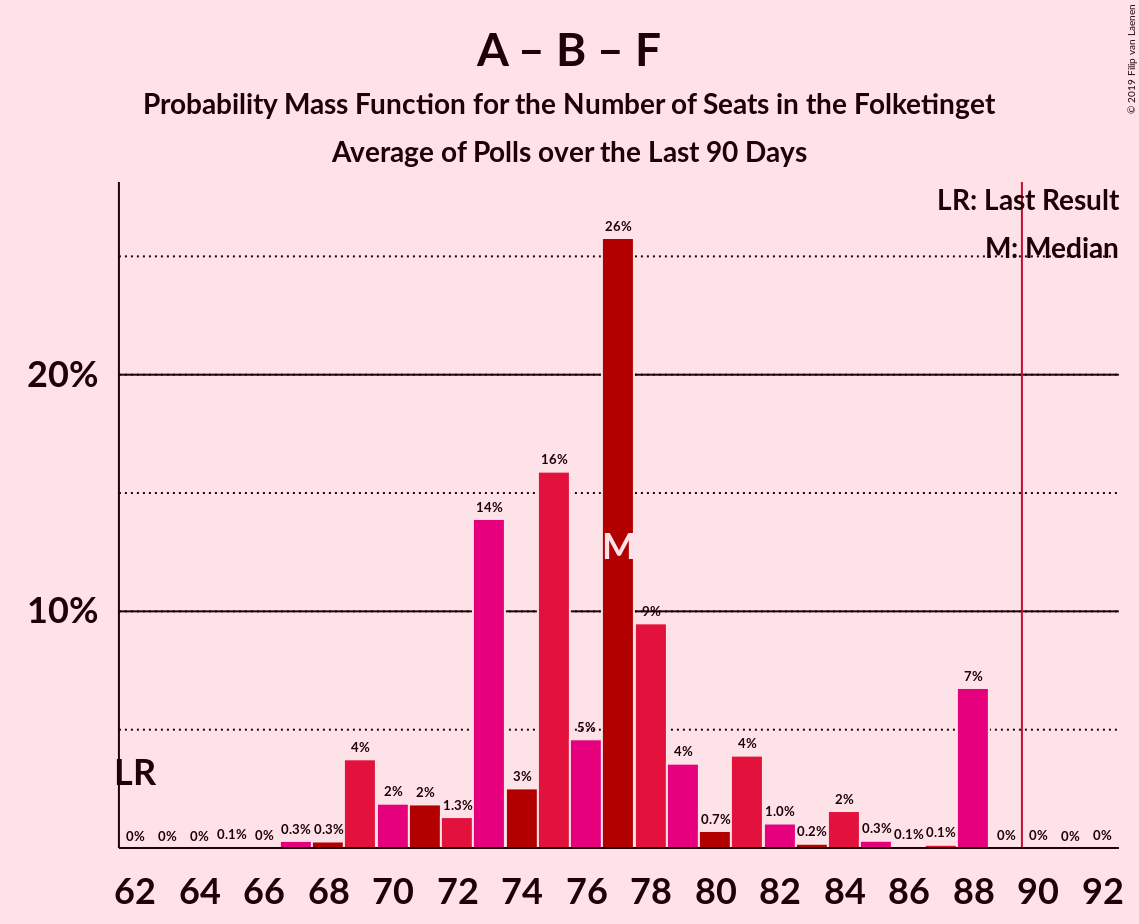 A – B – F
Probability Mass Function for the Number of Seats in the Folketinget
Average of Polls over the Last 90 Days
© 2019 Filip van Laenen
LR: Last Result
M: Median
20%
10%
LR
M
0% 0% 0% 0.1% 0% 0.3% 0.3% 4% 2% 2% 1.3% 14% 3% 16% 5% 26% 9% 4% 0.7% 4% 1.0% 0.2% 2% 0.3% 0.1% 0.1% 7% 0% 0% 0% 0%
62 64 66 68 70 72 74 76 78 80 82 84 86 88 90 92